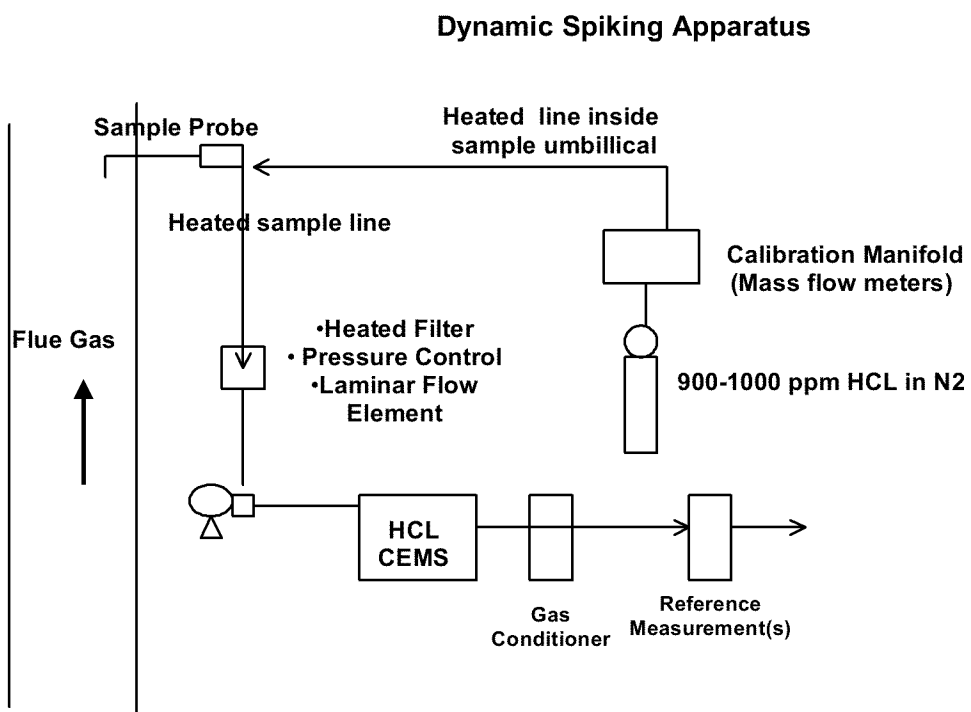 Dynamic Spiking Apparatus
Sample Probe
Heated line inside
sample umbillical
Heated sample line
Calibration Manifold
(Mass flow meters)
Flue Gas
•Heated Filter
• Pressure Control
•Laminar Flow
Element
900-1000 ppm HCL in N2
HCL
CEMS
Gas
Conditioner
Reference
Measurement(s)